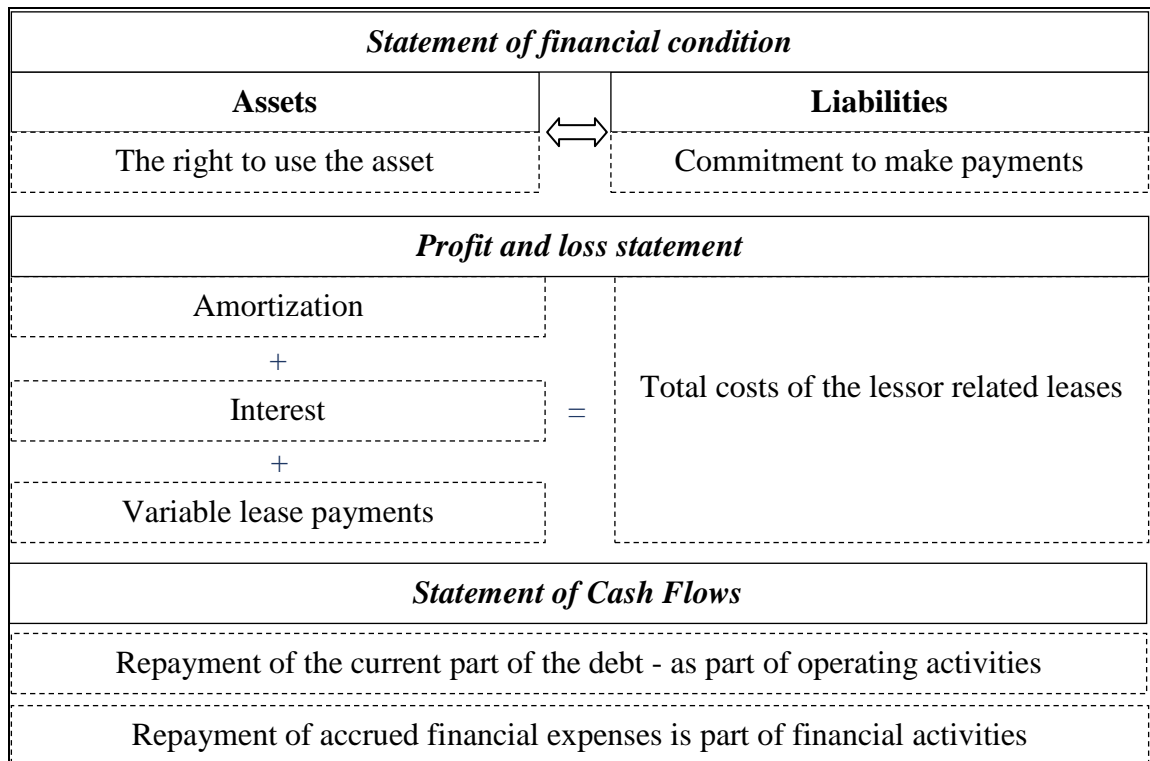 Statement of financial condition
Assets
Liabilities
The right to use the asset
Commitment to make payments
Profit and loss statement
Amortization
+
Interest
+
Variable lease payments
=
Total costs of the lessor related leases
Statement of Cash Flows
Repayment of the current part of the debt - as part of operating activities
Repayment of accrued financial expenses is part of financial activities